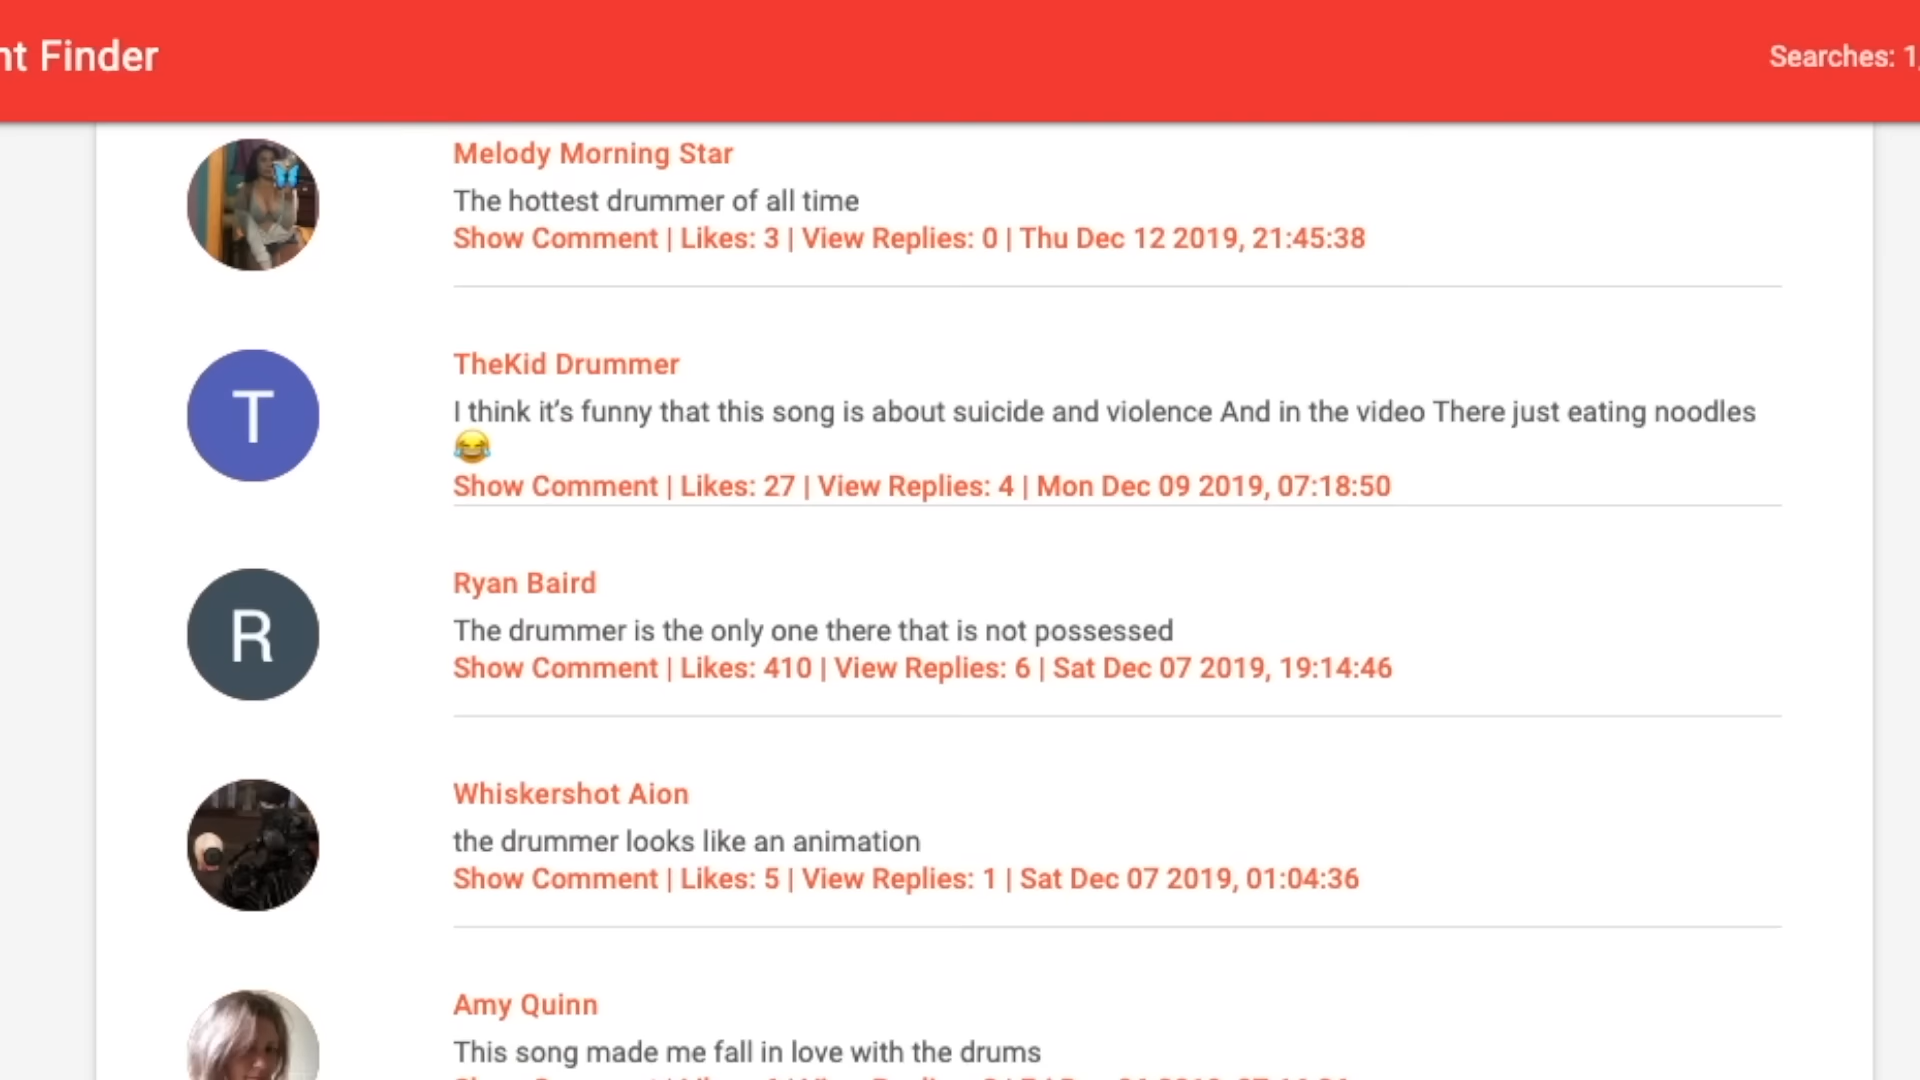 nt Finder
Searches: 1,
Melody Morning Star
The hottest drummer of all time
Show Comment | Likes: 3 | View Replies: 0 | Thu Dec 12 2019, 21:45:38
T
TheKid Drummer
I think it’s funny that this song is about suicide and violence And in the video There just eating noodles
😂
Show Comment | Likes: 27 | View Replies: 4 | Mon Dec 09 2019, 07:18:50
R
Ryan Baird
The drummer is the only one there that is not possessed
Show Comment | Likes: 410 | View Replies: 6 | Sat Dec 07 2019, 19:14:46
Whiskershot Aion
the drummer looks like an animation
Show Comment | Likes: 5 | View Replies: 1 | Sat Dec 07 2019, 01:04:36
Amy Quinn
This song made me fall in love with the drums